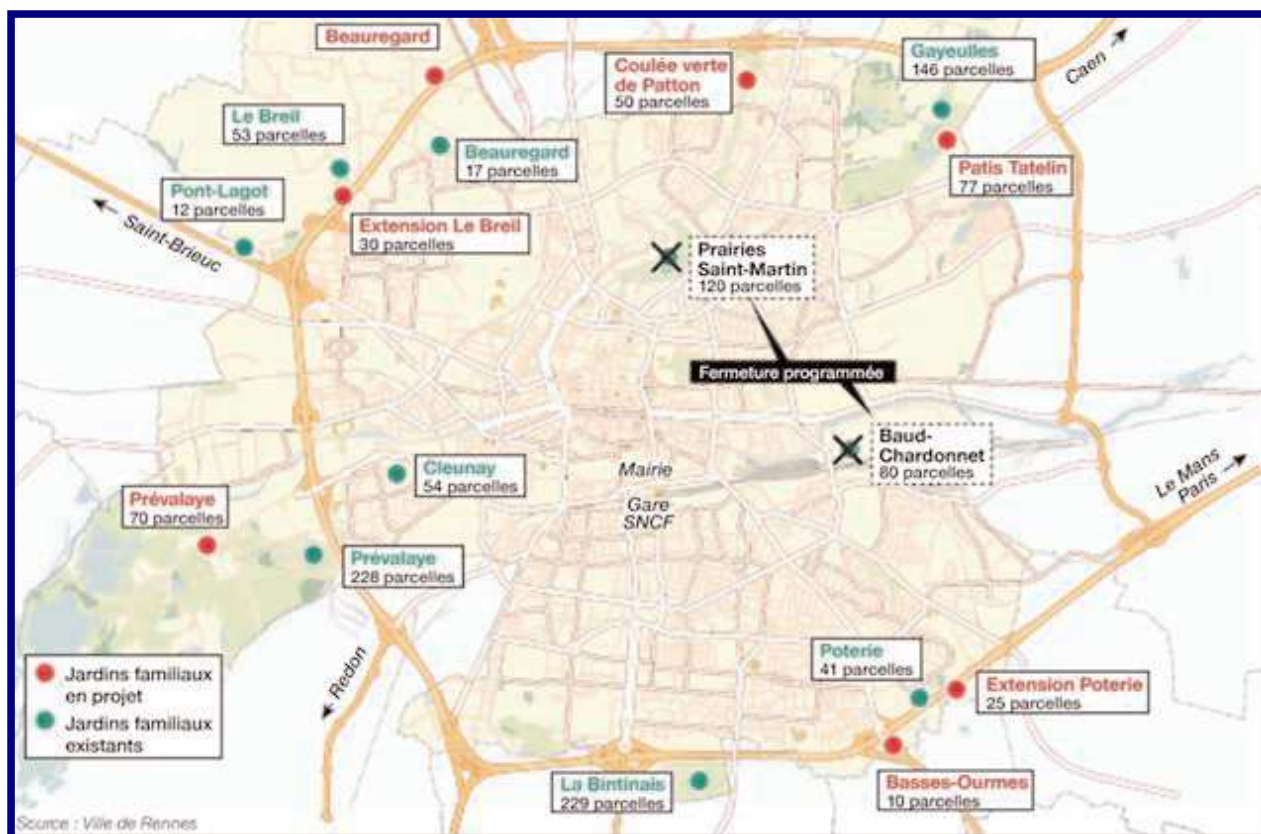 Beauregard
Coulée verte
de Patton
50 parcelles
Gayeulles
146 parcelles
Caen
Le Breil
53 parcelles
Beauregard
17 parcelles
Patis Tatelin
77 parcelles
Pont-Lagot
12 parcelles
Saint-Brieuc
Extension Le Breil
30 parcelles
Prairies
Saint-Martin
120 parcelles
Fermeture programmée
Baud-
Chardonnet
80 parcelles
Cleunay
54 parcelles
Mairie
Gare
SNCF
Le Mans
Paris
Prévalaye
70 parcelles
Prévalaye
228 parcelles
Poterie
41 parcelles
Extension Poterie
25 parcelles
Redon
Jardins familiaux
en projet
Jardins familiaux
existants
La Bintinais
229 parcelles
Basses-Ourmes
10 parcelles
Source : Ville de Rennes